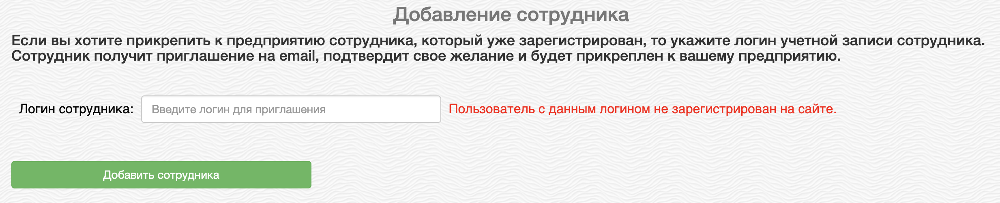 Добавление сотрудника
Если вы хотите прикрепить к предприятию сотрудника, который уже зарегистрирован, то укажите логин учетной записи сотрудника.
Сотрудник получит приглашение на email, подтвердит свое желание и будет прикреплен к вашему предприятию.
Логин сотрудника: Введите логин для приглашения Пользователь с данным логином не зарегистрирован на сайте.
Добавить сотрудника